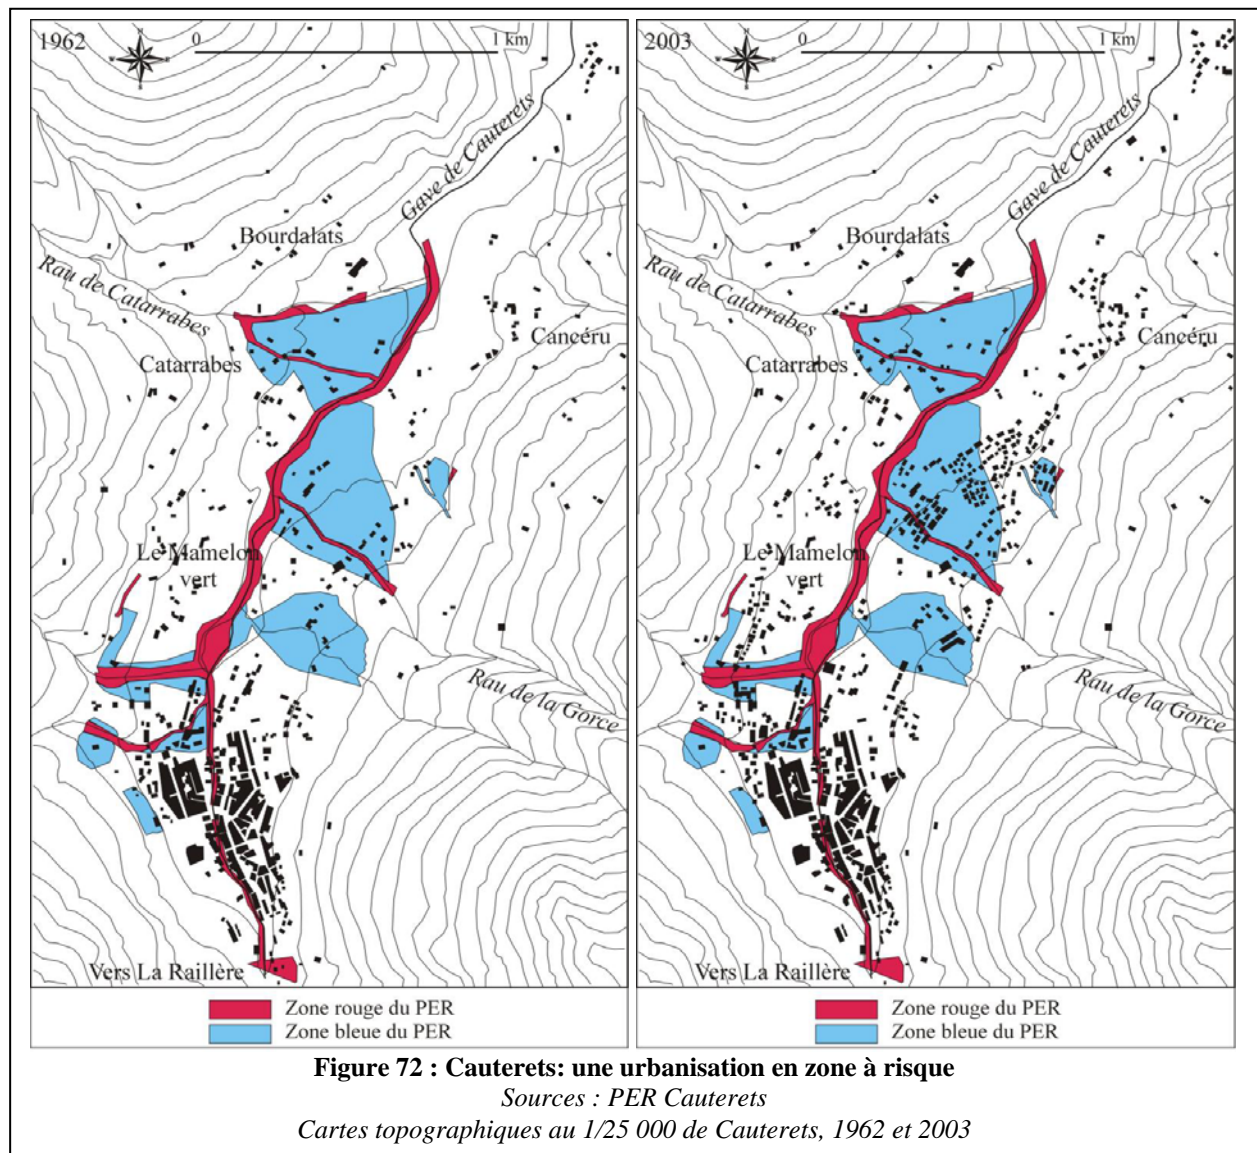 1962
0 1 km
Gave de Cauterets
Bourdalats
Rau de Catarrabes
Cancéru
Catarrabes
Le Mamelon
vert
Rau de la Gorce
Vers La Raillère
Zone rouge du PER
Zone bleue du PER
2003
0 1 km
Gave de Cauterets
Bourdalats
Rau de Catarrabes
Cancéru
Catarrabes
Le Mamelon
vert
Rau de la Gorce
Vers La Raillère
Zone rouge du PER
Zone bleue du PER
Figure 72 : Cauterets: une urbanisation en zone à risque
Sources : PER Cauterets
Cartes topographiques au 1/25 000 de Cauterets, 1962 et 2003